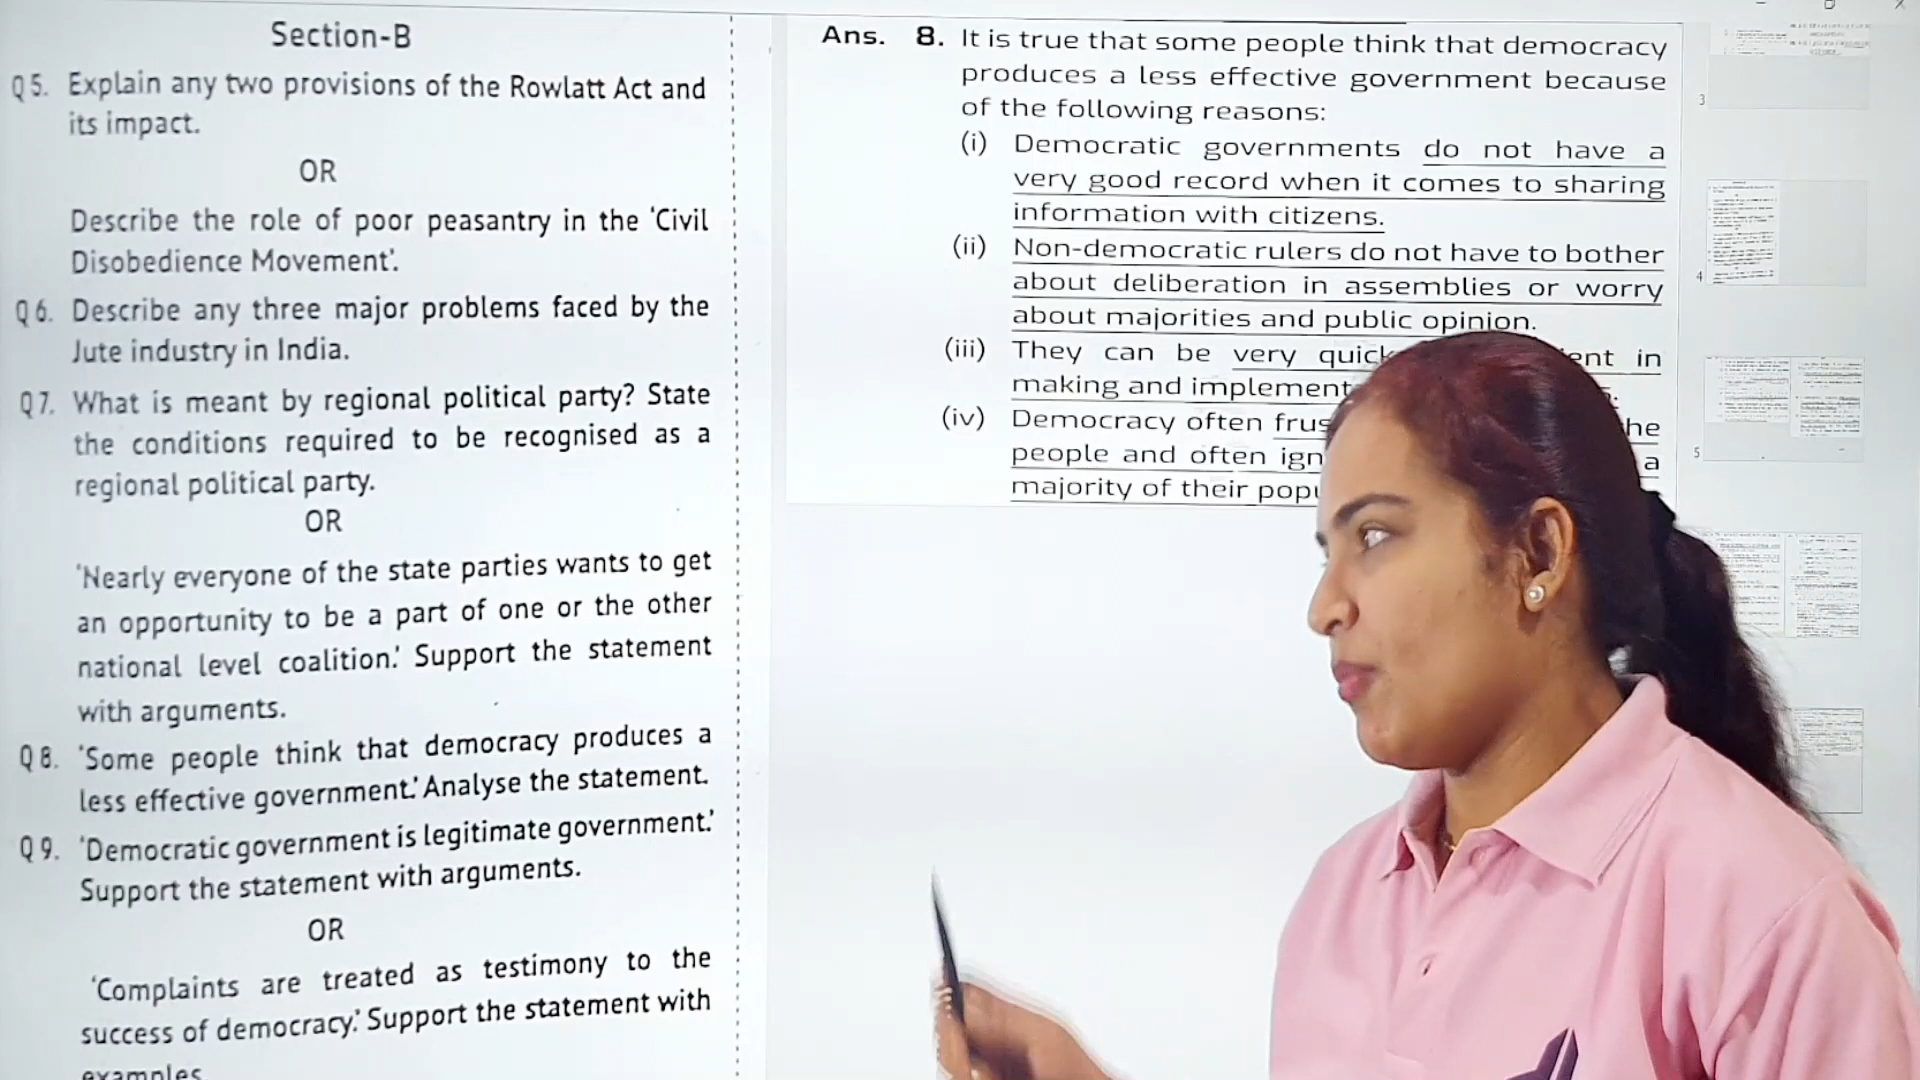 Section-B
Q 5. Explain any two provisions of the Rowlatt Act and
its impact.
OR
Describe the role of poor peasantry in the ‘Civil
Disobedience Movement’.
Q 6. Describe any three major problems faced by the
Jute industry in India.
Q 7. What is meant by regional political party? State
the conditions required to be recognised as a
regional political party.
OR
‘Nearly everyone of the state parties wants to get
an opportunity to be a part of one or the other
national level coalition.’ Support the statement
with arguments.
Q 8. ‘Some people think that democracy produces a
less effective government.’ Analyse the statement.
Q 9. ‘Democratic government is legitimate government.’
Support the statement with arguments.
OR
‘Complaints are treated as testimony to the
success of democracy.’ Support the statement with
examples
Ans. 8. It is true that some people think that democracy
produces a less effective government because
of the following reasons:
(i) Democratic governments do not have a
very good record when it comes to sharing
information with citizens.
(ii) Non-democratic rulers do not have to bother
about deliberation in assemblies or worry
about majorities and public opinion.
(iii) They can be very quick in
making and
(iv) Democracy often
people and often a
majority of their
3
4
5